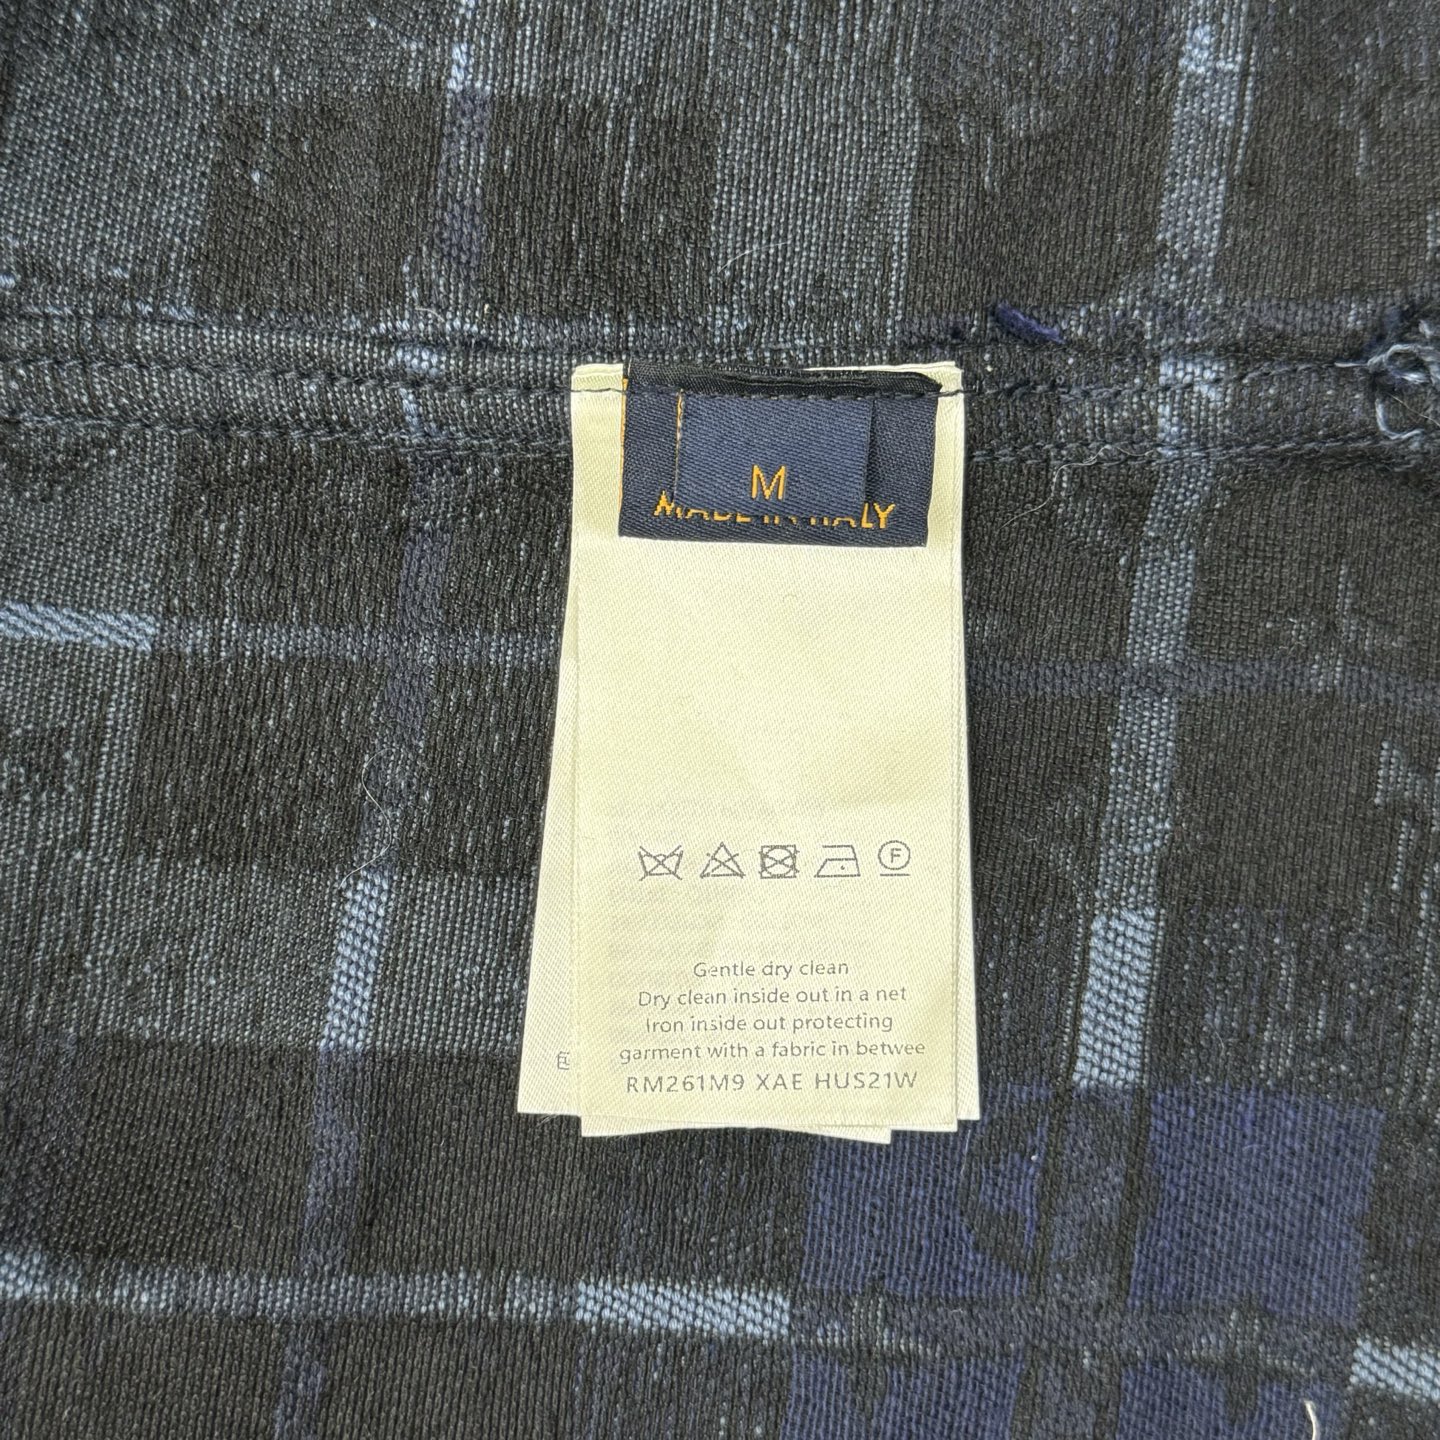 M
MADE IN ITALY
F
Gentle dry clean
Dry clean inside out in a net
Iron inside out protecting
garment with a fabric in betwee
RM261M9 XAE HUS21W